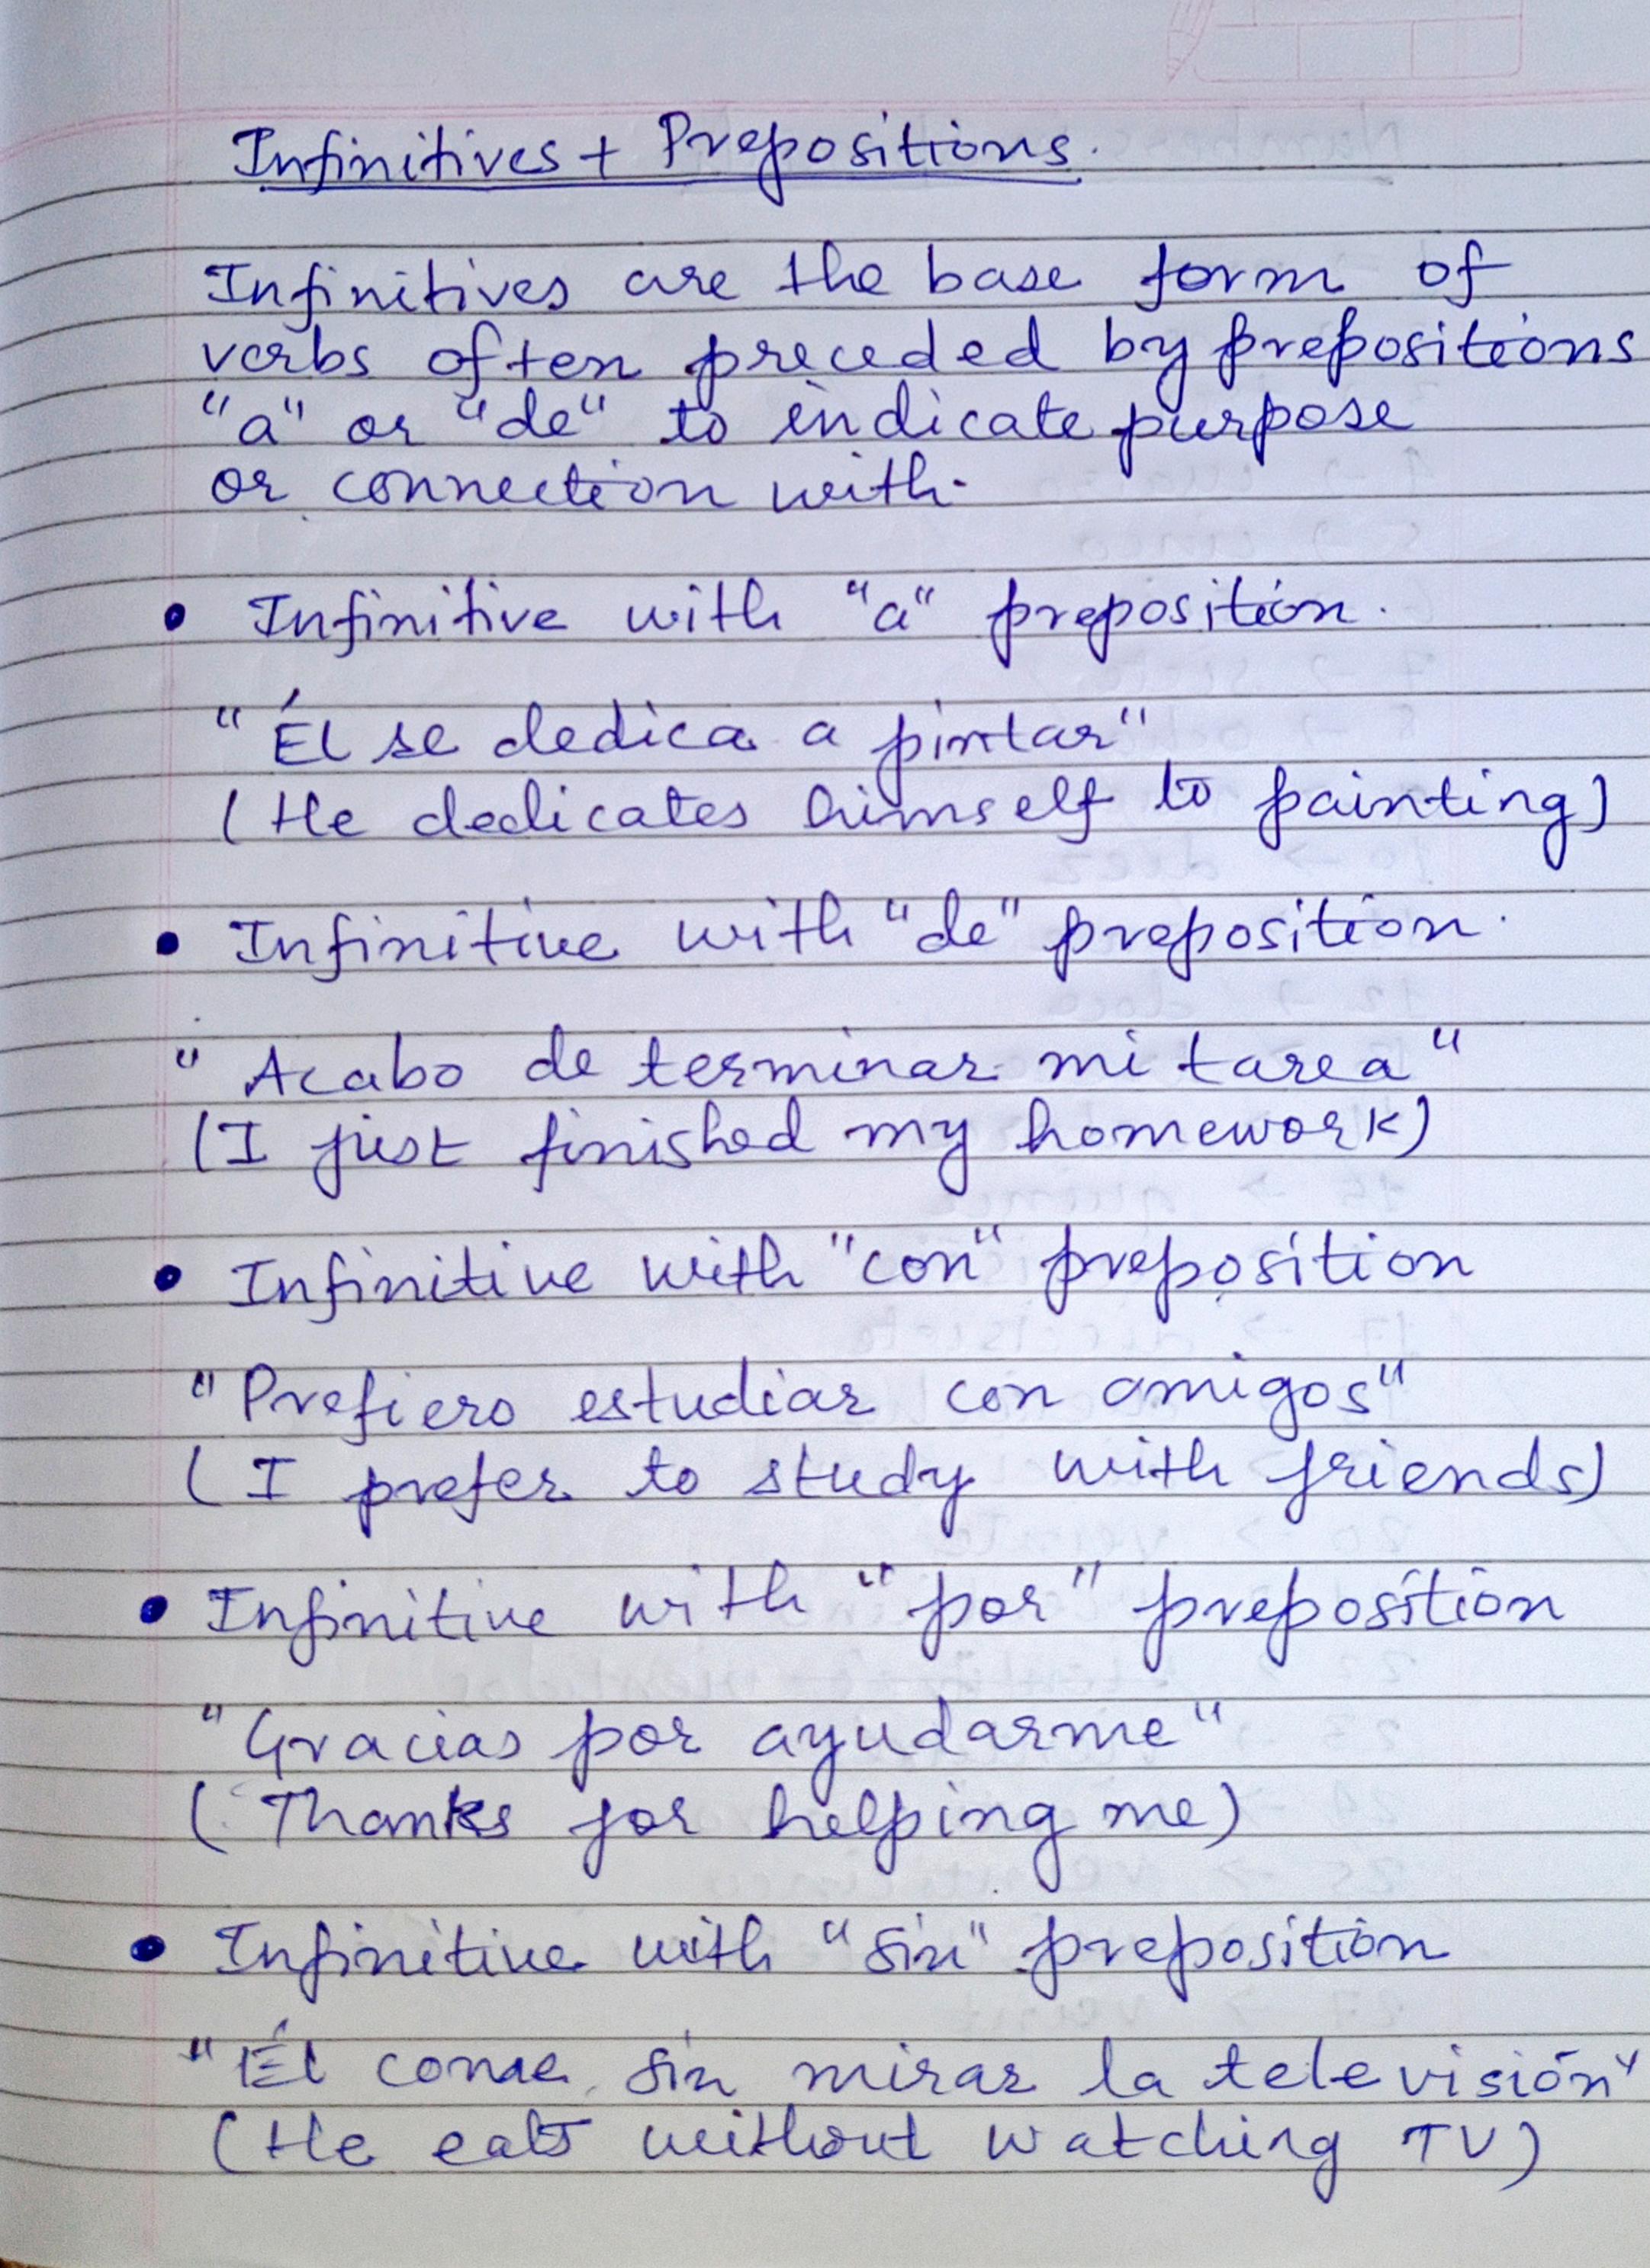 Infinitives + Prepositions.
Infinitives are the base form of
verbs often preceded by prepositions
"a" or "de" to indicate purpose
or connection with.
• Infinitive with "a" preposition.
"Él se dedica a pintar"
(He dedicates himself to painting)
• Infinitive with "de" preposition.
"Acabo de terminar mi tarea"
(I just finished my homework)
• Infinitive with "con" preposition
"Prefiero estudiar con amigos"
(I prefer to study with friends)
• Infinitive with "por" preposition
"Gracias por ayudarme"
(Thanks for helping me)
• Infinitive with "sin" preposition
"Él come sin mirar la televisión"
(He eats without watching TV)